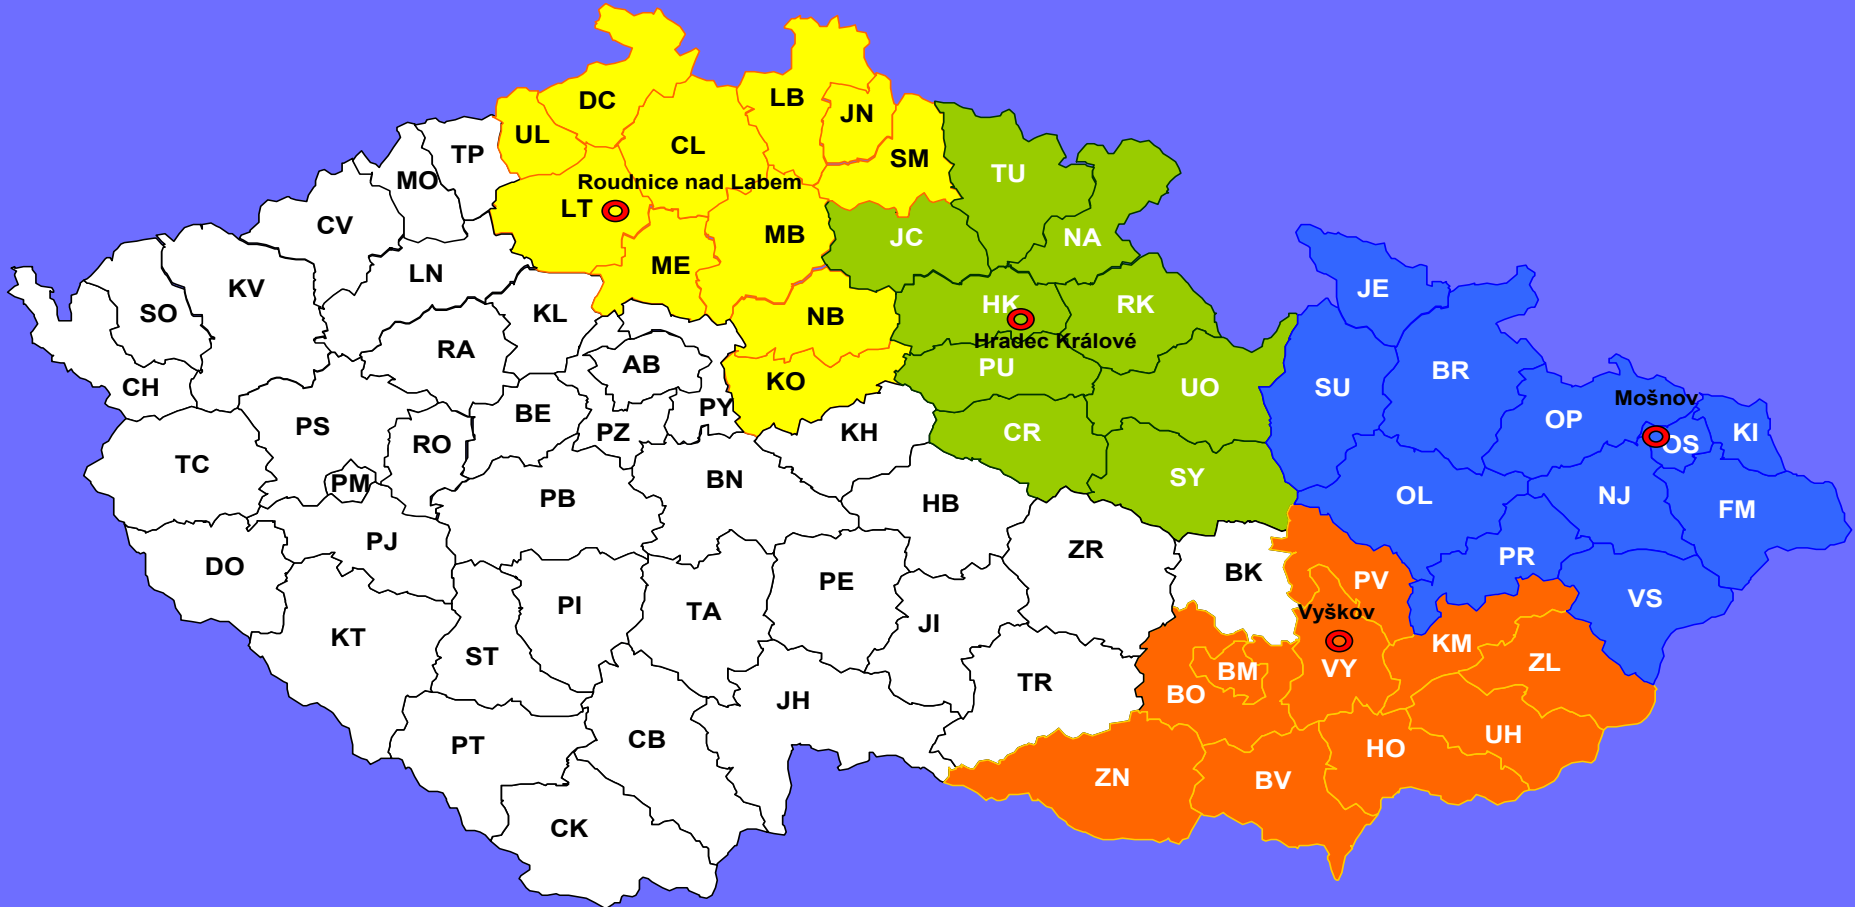 DC
LB
JN
UL
CL
TP
SM
TU
MO
Roudnice nad Labem
LT
CV
MB
JC
NA
ME
LN
KV
SO
KL
NB
HK
RK
JE
Hradec Králové
RA
AB
PU
KO
CH
UO
SU
BR
Mošnov
BE
PY
PS
PZ
KH
CR
OP
KI
RO
OS
TC
PM
BN
SY
PB
HB
OL
NJ
FM
PJ
ZR
DO
PE
BK
PV
PR
PI
TA
VS
Vyškov
KT
JI
KM
ST
TR
BM
VY
ZL
BO
JH
PT
CB
HO
UH
ZN
BV
CK